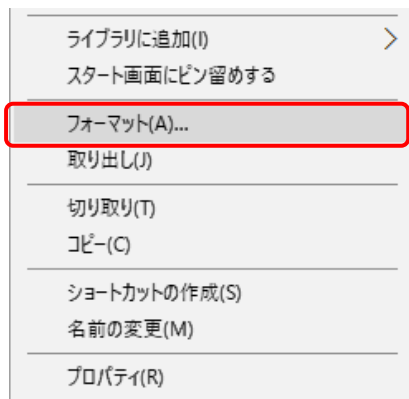 ライブラリに追加(I)
スタート画面にピン留めする
フォーマット(A)...
取り出し(J)
切り取り(T)
コピー(C)
ショートカットの作成(S)
名前の変更(M)
プロパティ(R)